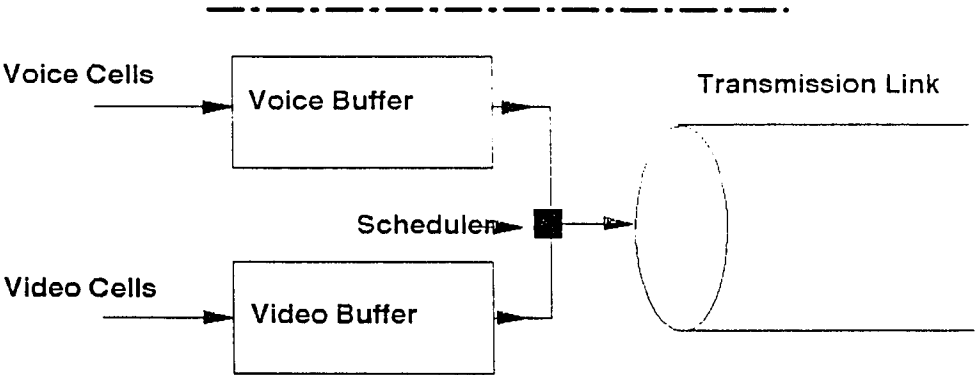 Voice Cells
Voice Buffer
Transmission Link
Scheduler
Video Cells
Video Buffer